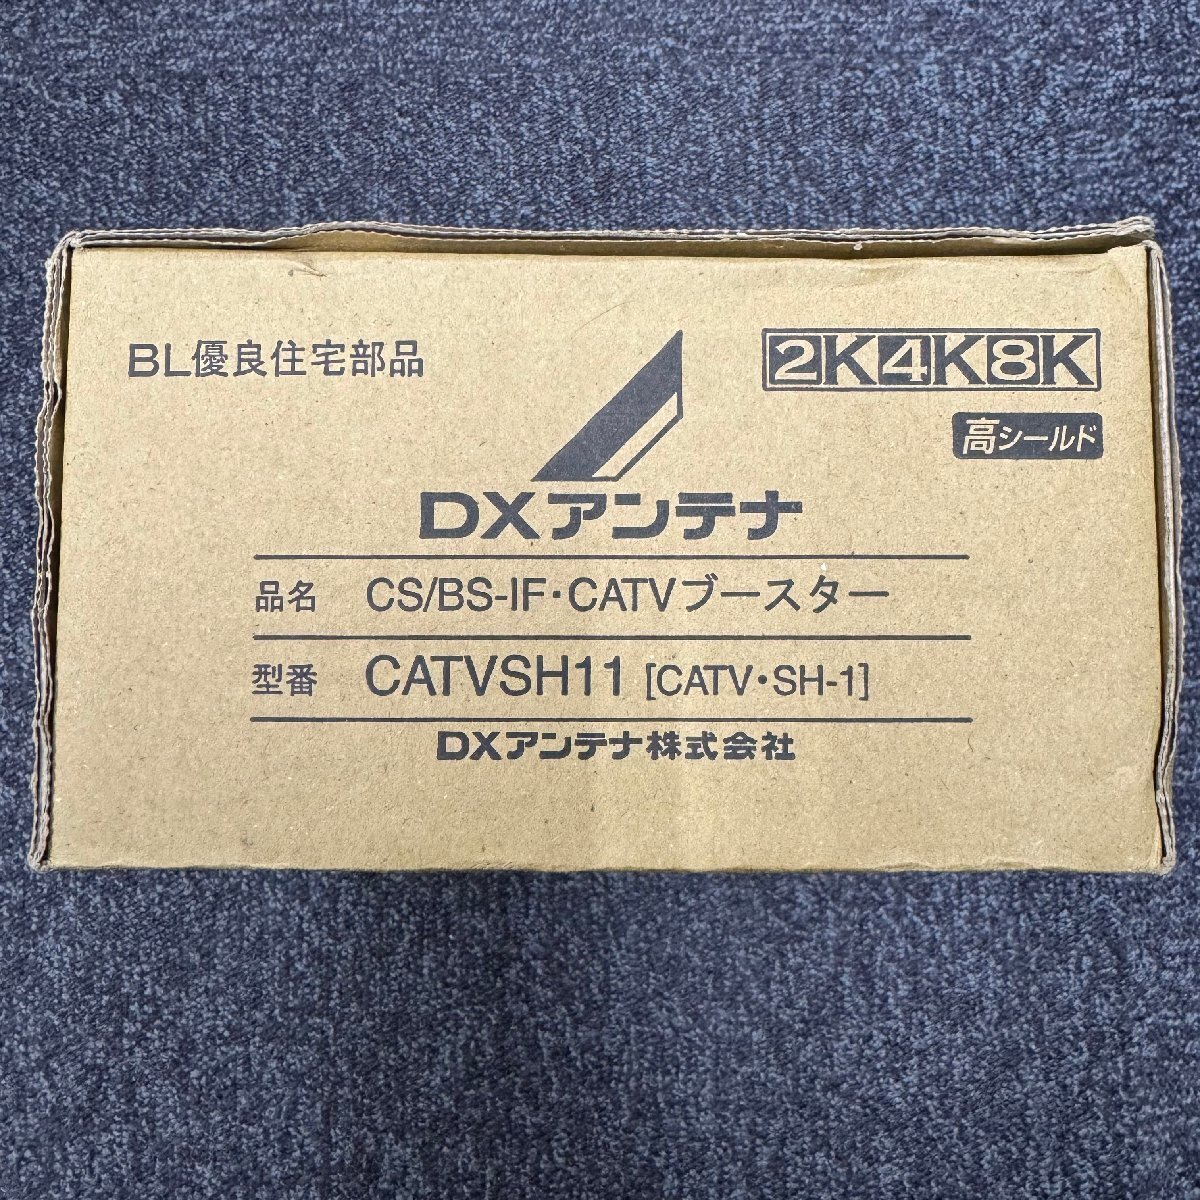 BL優良住宅部品
2K4K8K
高シールド
DXアンテナ
品名 CS/BS-IF・CATVブースター
型番 CATVSH11 [CATV・SH-1]
DXアンテナ株式会社